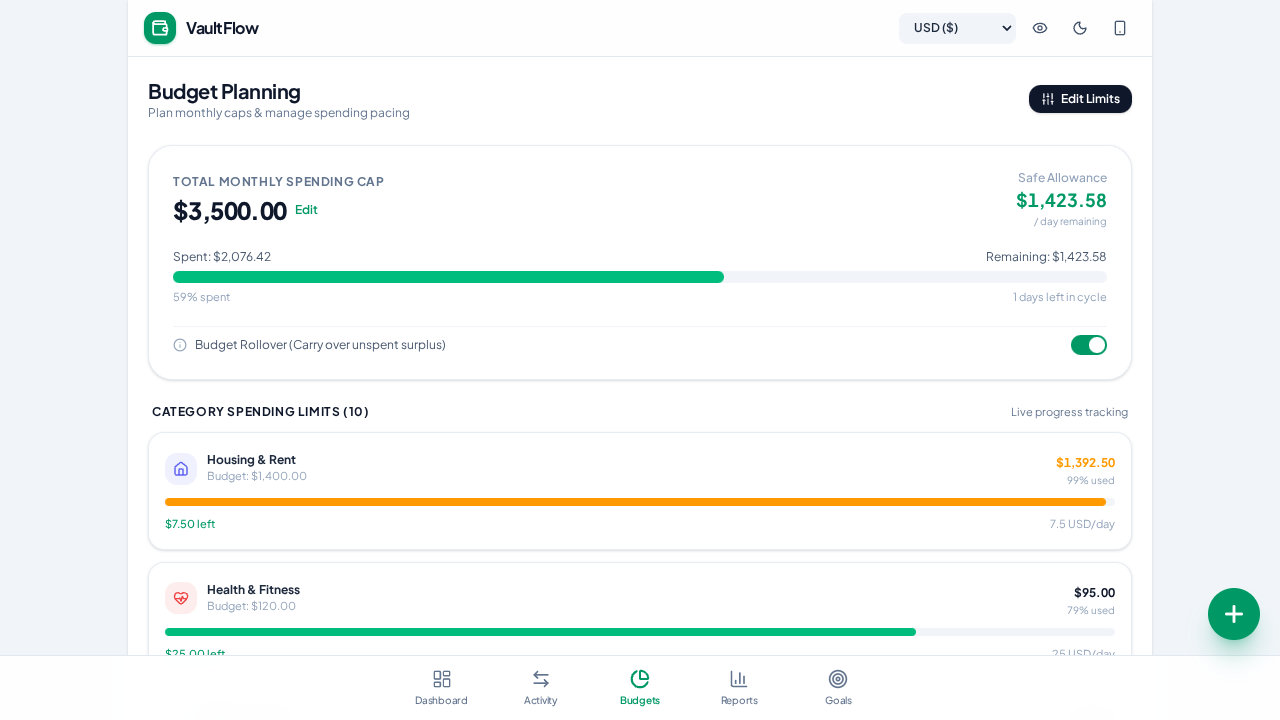 VaultFlow
USD ($)
Budget Planning
Plan monthly caps & manage spending pacing
Edit Limits
TOTAL MONTHLY SPENDING CAP
$3,500.00 Edit
Safe Allowance
$1,423.58
/ day remaining
Spent: $2,076.42
Remaining: $1,423.58
59% spent
1 days left in cycle
Budget Rollover (Carry over unspent surplus)
CATEGORY SPENDING LIMITS (10)
Live progress tracking
Housing & Rent
Budget: $1,400.00
$1,392.50
99% used
$7.50 left
7.5 USD/day
Health & Fitness
Budget: $120.00
$95.00
79% used
$25.00 left
25 USD/day
Dashboard
Activity
Budgets
Reports
Goals